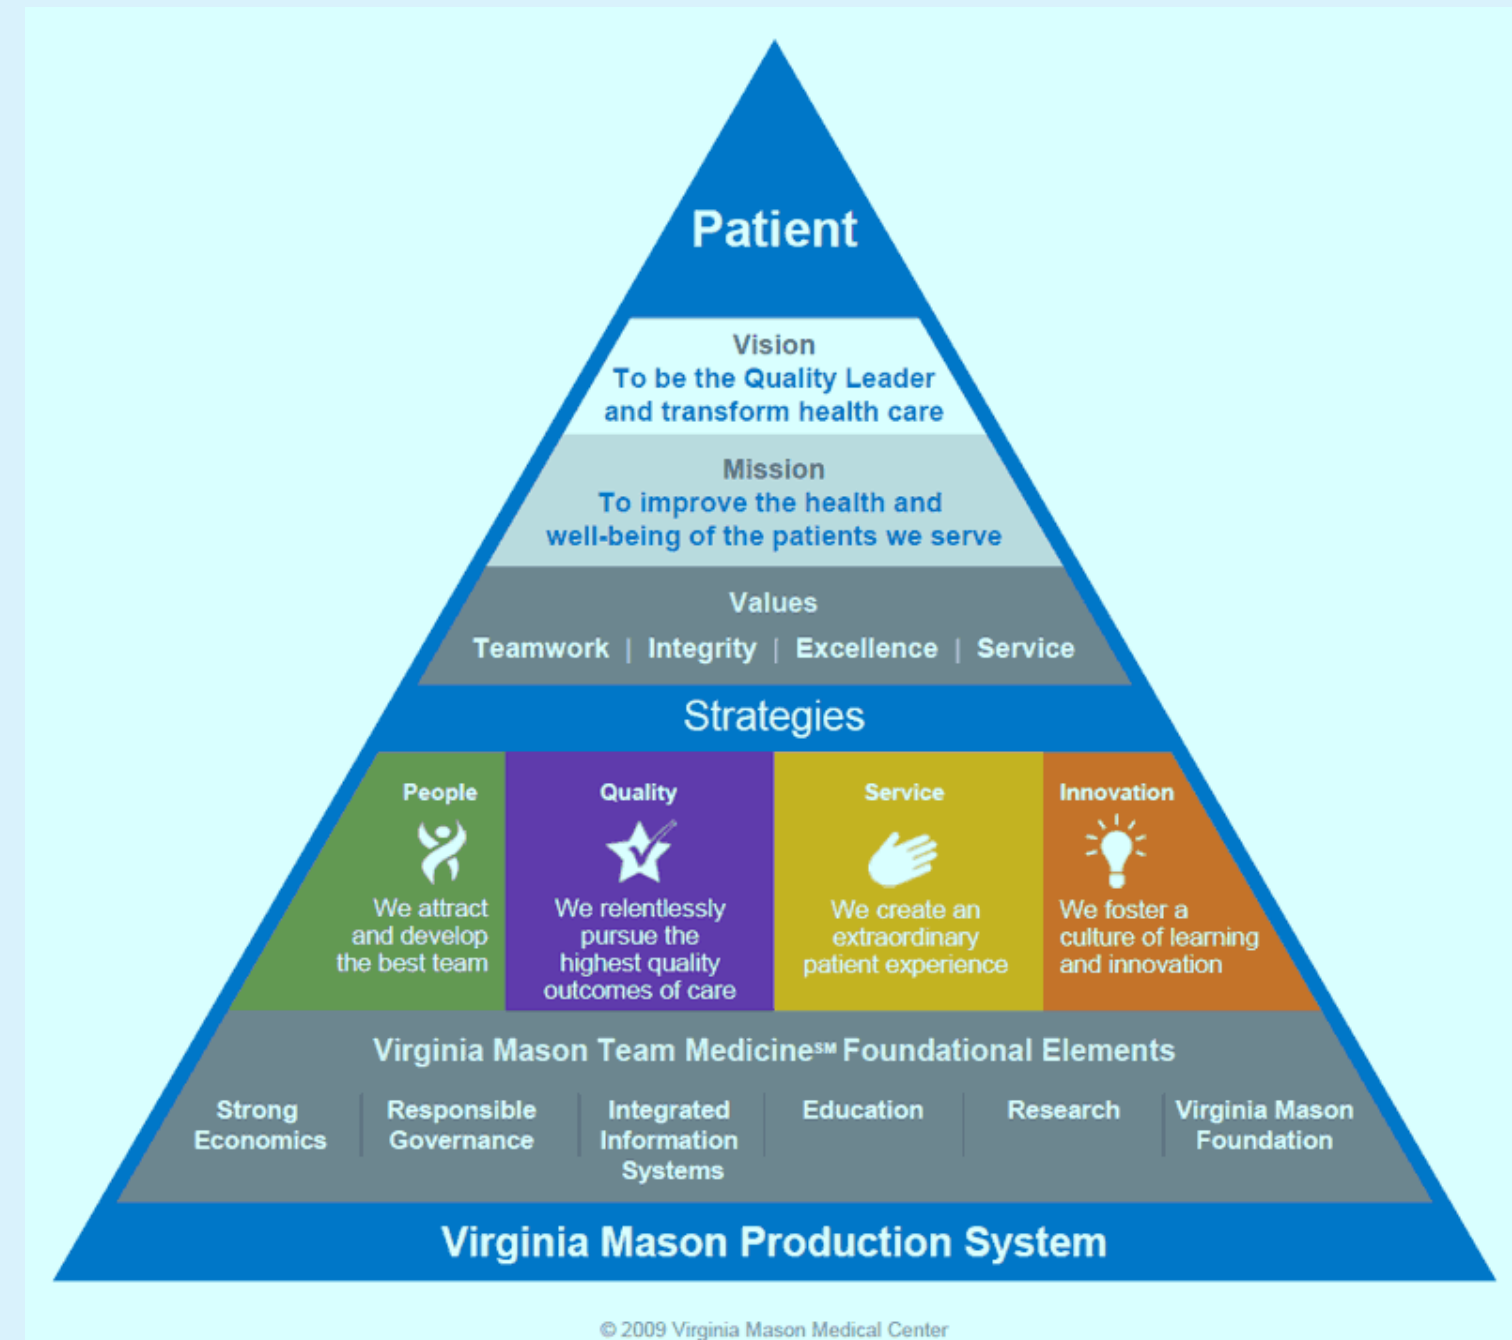 Patient
Vision
To be the Quality Leader
and transform health care
Mission
To improve the health and
well-being of the patients we serve
Values
Teamwork | Integrity | Excellence | Service
Strategies
People
We attract
and develop
the best team
Quality
We relentlessly
pursue the
highest quality
outcomes of care
Service
We create an
extraordinary
patient experience
Innovation
We foster a
culture of learning
and innovation
Virginia Mason Team Medicine℠ Foundational Elements
Strong
Economics
Responsible
Governance
Integrated
Information
Systems
Education
Research
Virginia Mason
Foundation
Virginia Mason Production System
© 2009 Virginia Mason Medical Center